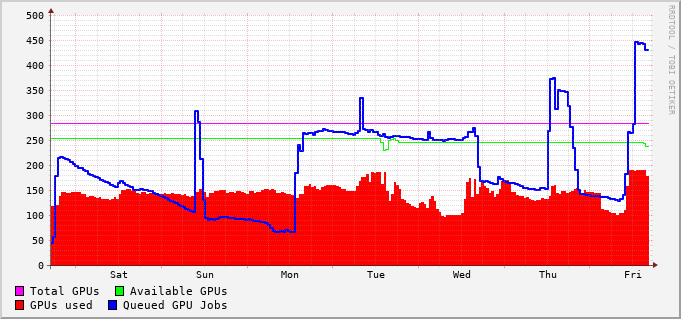 RRDTOOL / TOBI OETIKER
500
450
400
350
300
250
200
150
100
50
0
Sat Sun Mon Tue Wed Thu Fri
Total GPUs Available GPUs
GPUs used Queued GPU Jobs